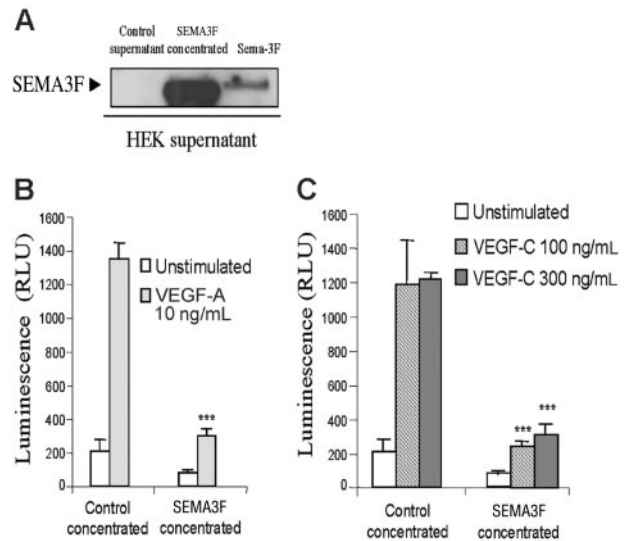 A
Control
supernatant
SEMA3F
concentrated
Sema-3F
SEMA3F
HEK supernatant
B
Luminescence (RLU)
1600
1400
1200
1000
800
600
400
200
0
Unstimulated
VEGF-A
10 ng/mL
***
Control
concentrated
SEMA3F
concentrated
C
Luminescence (RLU)
1600
1400
1200
1000
800
600
400
200
0
Unstimulated
VEGF-C 100 ng/mL
VEGF-C 300 ng/mL
***
***
Control
concentrated
SEMA3F
concentrated